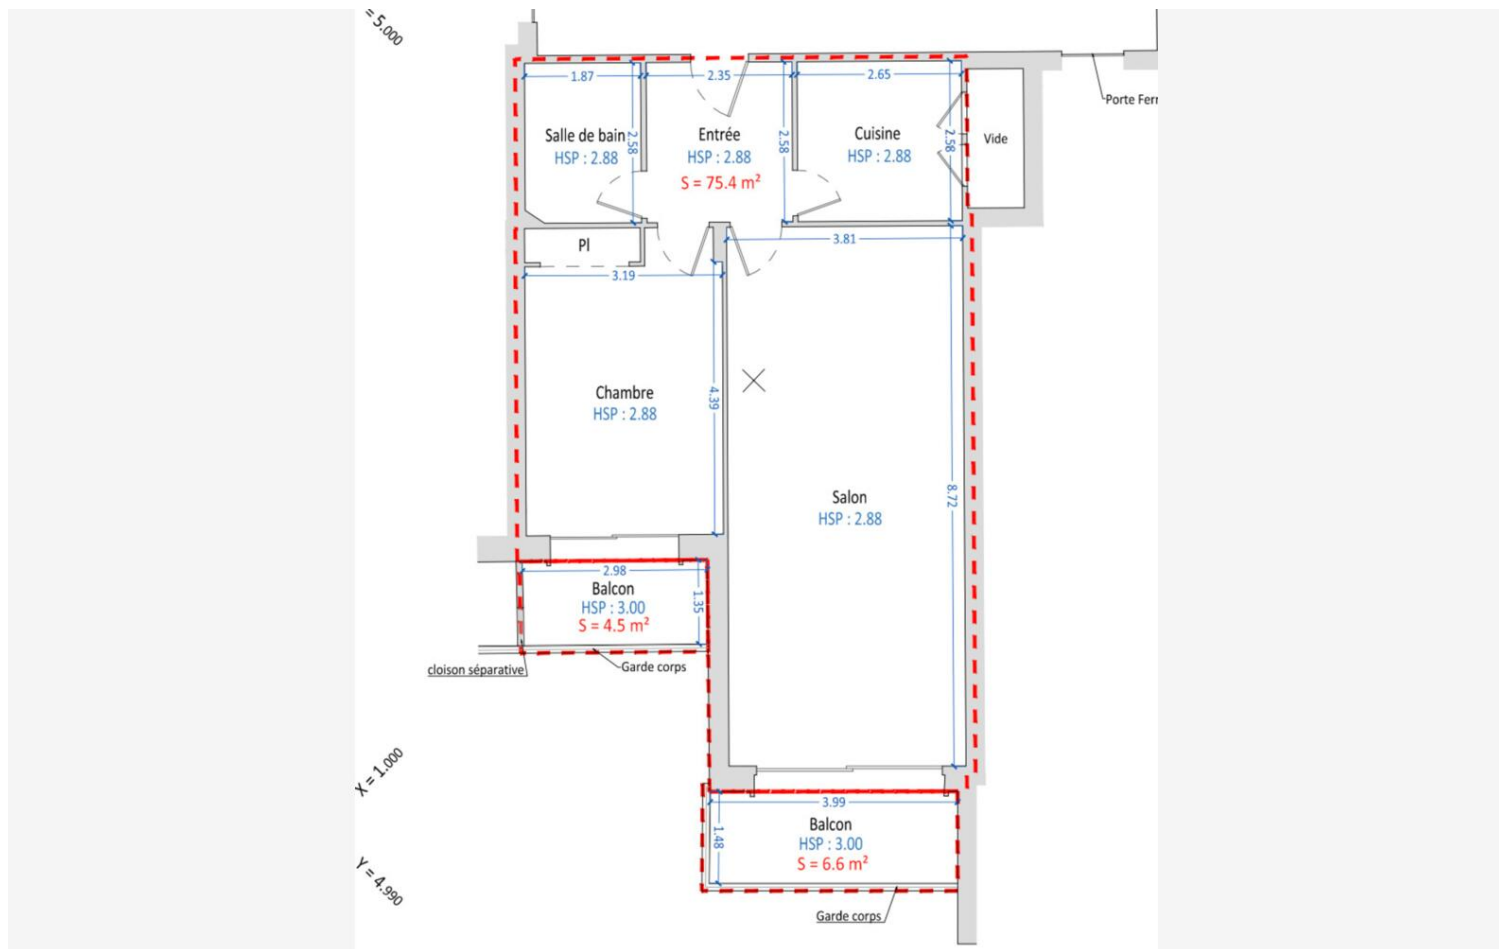 = 5.000
1.87
2.35
2.65
Porte Ferr
Salle de bain
HSP : 2.88
2.58
Entrée
HSP : 2.88
S = 75.4 m²
2.58
Cuisine
HSP : 2.88
2.58
Vide
Pl
3.81
3.19
Chambre
HSP : 2.88
4.39
Salon
HSP : 2.88
8.72
2.98
Balcon
HSP : 3.00
S = 4.5 m²
1.35
cloison séparative
Garde corps
X = 1.000
3.99
Balcon
HSP : 3.00
S = 6.6 m²
1.48
Y = 4.990
Garde corps